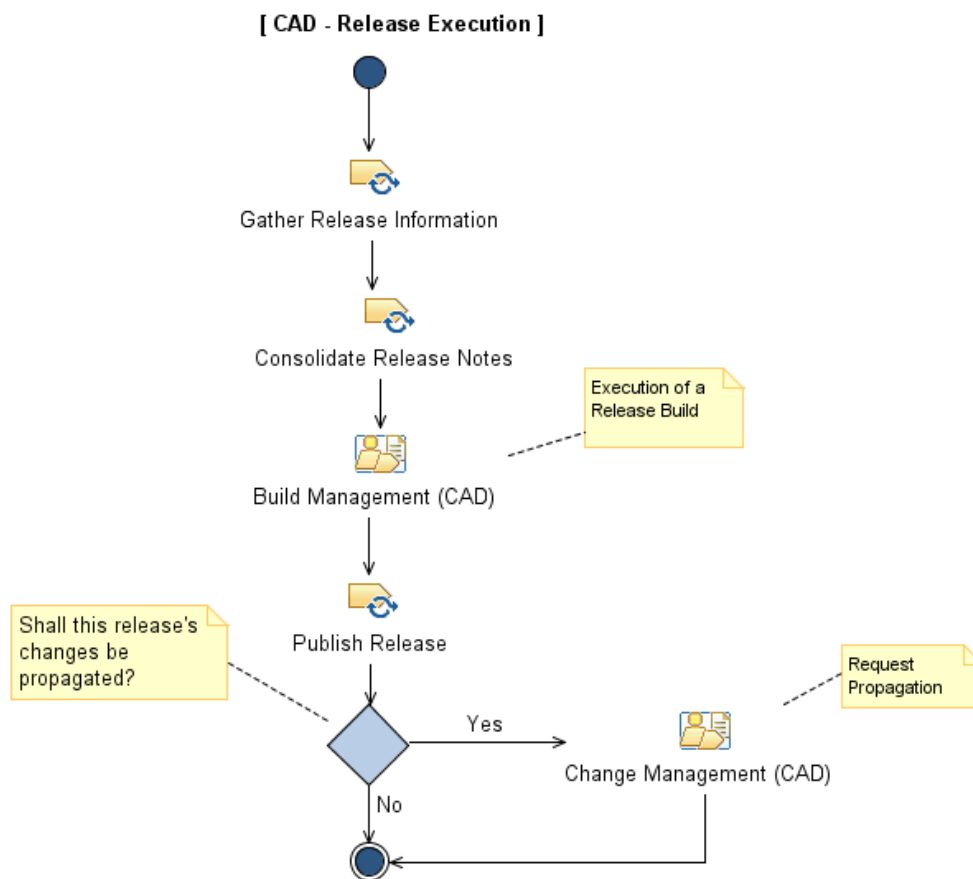 [ CAD - Release Execution ]
Gather Release Information
Consolidate Release Notes
Execution of a
Release Build
Build Management (CAD)
Shall this release's
changes be
propagated?
Publish Release
Request
Propagation
Yes
Change Management (CAD)
No